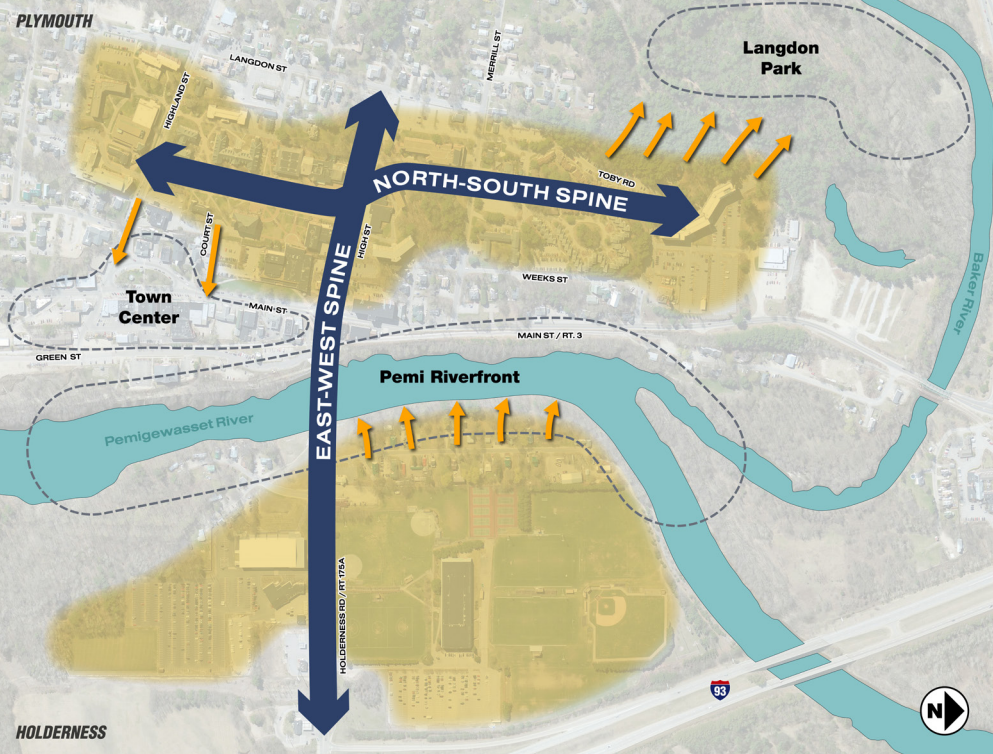 PLYMOUTH
LANGDON ST
MERRILL ST
Langdon
Park
HIGHLAND ST
NORTH-SOUTH SPINE
TOBY RD
COURT ST
HIGH ST
EAST-WEST SPINE
WEEKS ST
Town
Center
MAIN ST
MAIN ST / RT. 3
GREEN ST
Baker River
Pemi Riverfront
Pemigewasset River
HOLDERNESS RD / RT 175A
93
N
HOLDERNESS